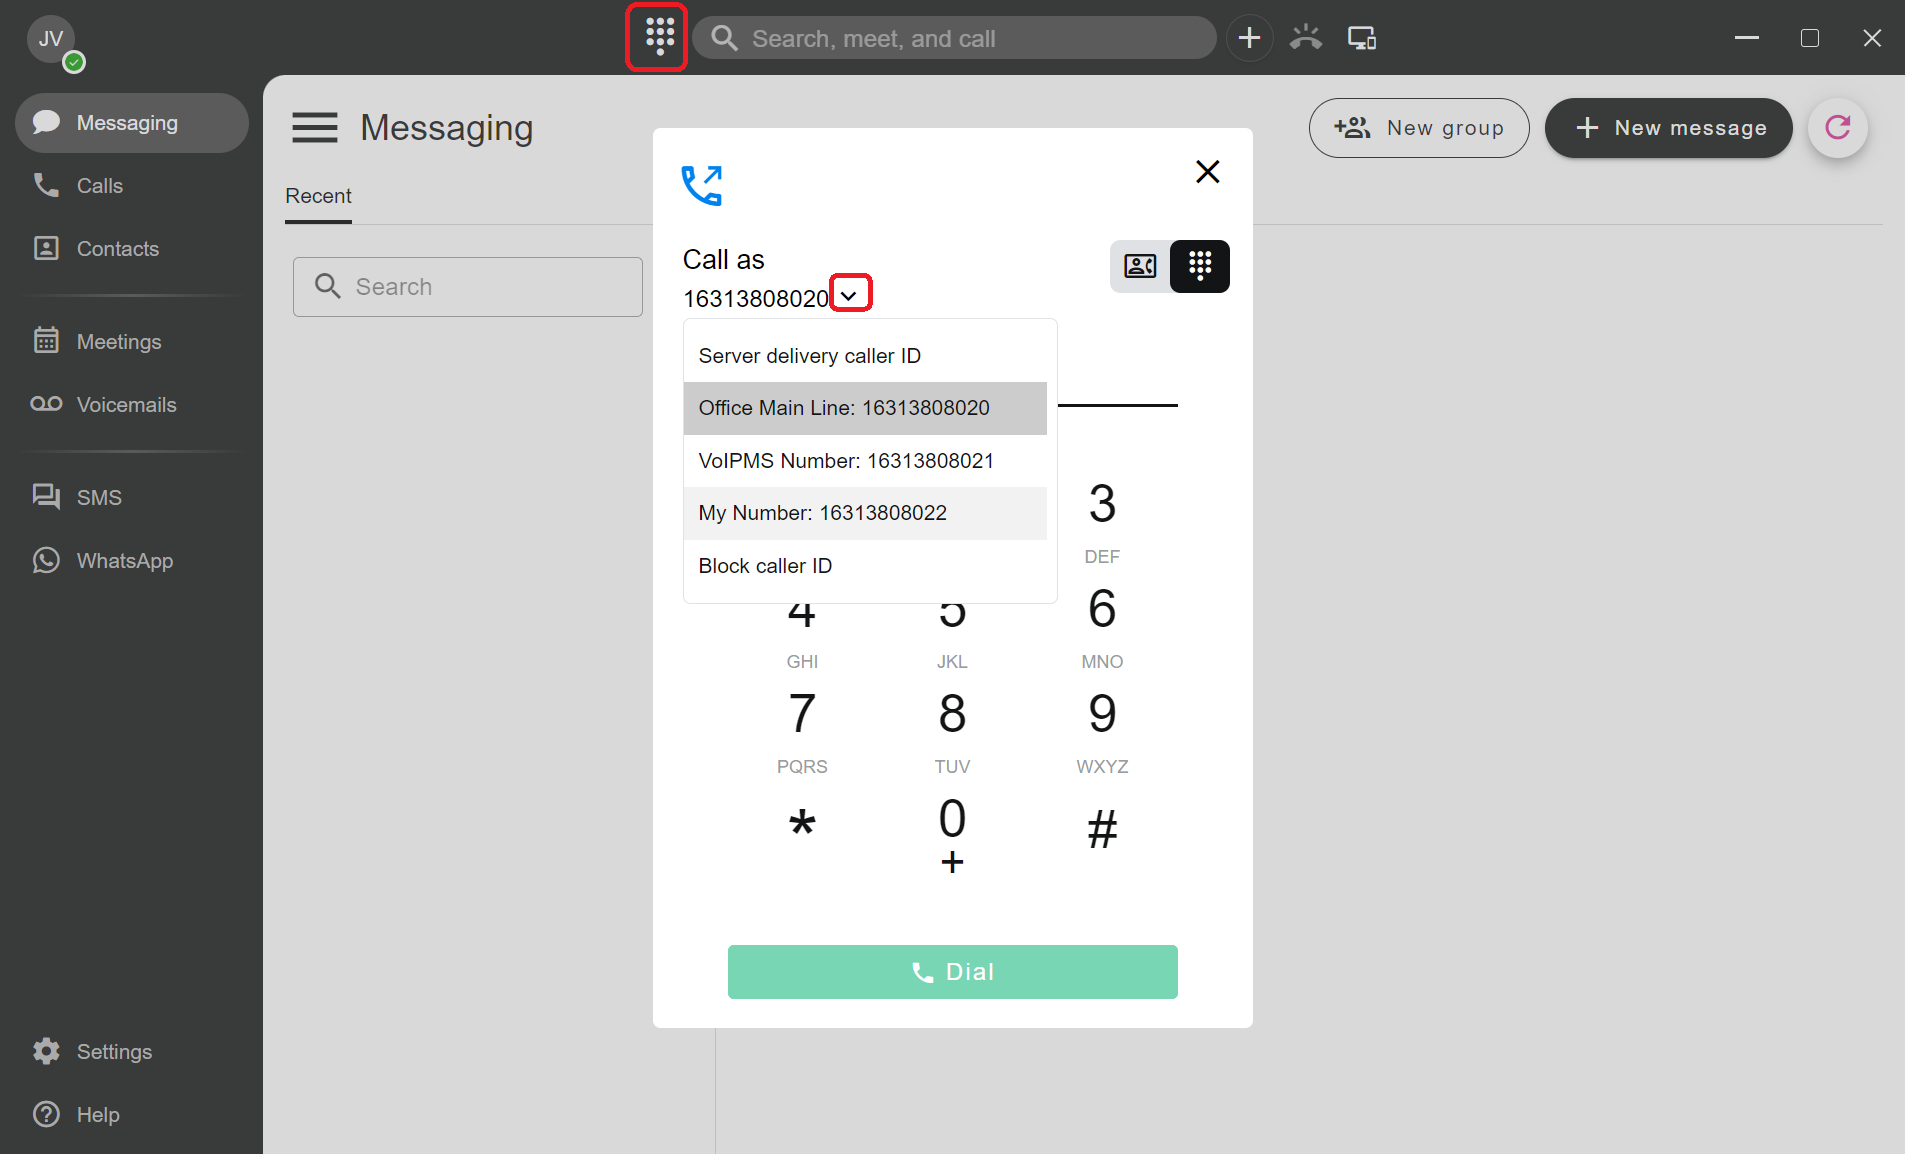 JV
Search, meet, and call
Messaging
Calls
Contacts
Meetings
Voicemails
SMS
WhatsApp
Settings
Help
Messaging
New group
New message
Recent
Search
Call as
16313808020
Server delivery caller ID
Office Main Line: 16313808020
VoIPMS Number: 16313808021
My Number: 16313808022
Block caller ID
3
DEF
4 5 6
GHI JKL MNO
7 8 9
PQRS TUV WXYZ
* 0 #
+
Dial